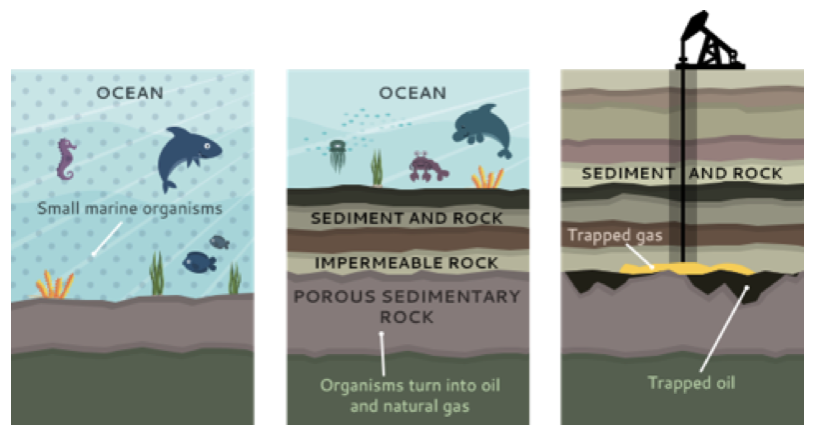 OCEAN
Small marine organisms
OCEAN
SEDIMENT AND ROCK
IMPERMEABLE ROCK
POROUS SEDIMENTARY
ROCK
Organisms turn into oil
and natural gas
SEDIMENT AND ROCK
Trapped gas
Trapped oil